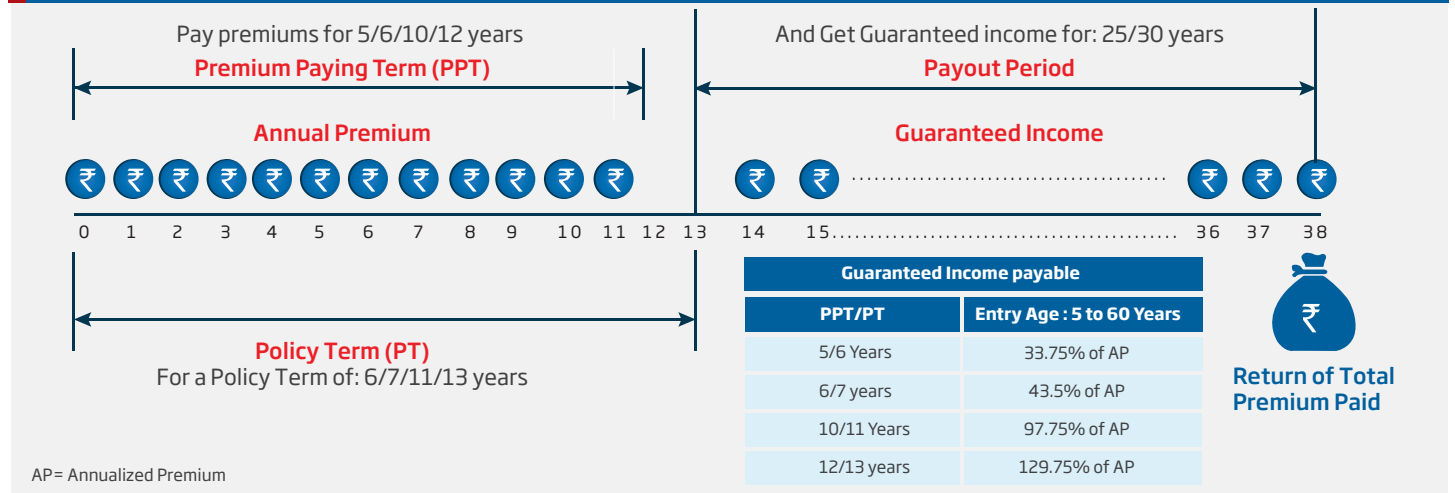 Pay premiums for 5/6/10/12 years
Premium Paying Term (PPT)
Annual Premium
₹ ₹ ₹ ₹ ₹ ₹ ₹ ₹ ₹ ₹ ₹ ₹
And Get Guaranteed income for: 25/30 years
Payout Period
Guaranteed Income
₹ ₹ ........................................ ₹ ₹ ₹
0 1 2 3 4 5 6 7 8 9 10 11 12 13 14 15.............................................. 36 37 38
Policy Term (PT)
For a Policy Term of: 6/7/11/13 years
Guaranteed Income payable
PPT/PT Entry Age : 5 to 60 Years
5/6 Years 33.75% of AP
6/7 years 43.5% of AP
10/11 Years 97.75% of AP
12/13 years 129.75% of AP
₹
Return of Total
Premium Paid
AP= Annualized Premium